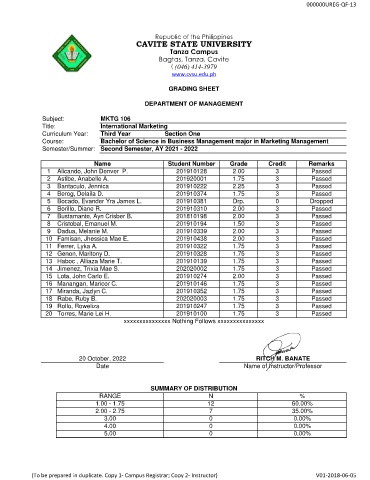 000000UREG-QF-13
Republic of the Philippines
CAVITE STATE UNIVERSITY
Tanza Campus
Bagtas, Tanza, Cavite
(046) 414-3979
www.cvsu.edu.ph
GRADING SHEET
DEPARTMENT OF MANAGEMENT
Subject: MKTG 106
Title: International Marketing
Curriculum Year: Third Year Section One
Course: Bachelor of Science in Business Management major in Marketing Management
Semester/Summer: Second Semester, AY 2021 - 2022
Name Student Number Grade Credit Remarks
1 Alicando, John Denver P. 201910128 2.00 3 Passed
2 Astibe, Anabelle A. 201920001 1.75 3 Passed
3 Bantaculo, Jennica 201910222 2.25 3 Passed
4 Berog, Delaila D. 201910374 1.75 3 Passed
5 Bocado, Evander Yra James L. 201910381 Drp. 0 Dropped
6 Borlito, Diane R. 201910310 2.00 3 Passed
7 Bustamante, Ayn Crisber B. 201810198 2.00 3 Passed
8 Cristobal, Emanuel M. 201910194 1.50 3 Passed
9 Dadua, Melanie M. 201910339 2.00 3 Passed
10 Famisan, Jhessica Mae E. 201910438 2.00 3 Passed
11 Ferrer, Lyka A. 201910322 1.75 3 Passed
12 Genon, Maritony D. 201910328 1.75 3 Passed
13 Haboc, Alliaza Marie T. 201910139 1.75 3 Passed
14 Jimenez, Trixia Mae S. 202020002 1.75 3 Passed
15 Lota, John Carlo E. 201910274 2.00 3 Passed
16 Manangan, Maricor C. 201910146 1.75 3 Passed
17 Miranda, Jazlyn C. 201910352 1.75 3 Passed
18 Rabe, Ruby B. 202020003 1.75 3 Passed
19 Rollo, Roweliza 201910247 1.75 3 Passed
20 Torres, Marie Lei H. 201910100 1.75 3 Passed
xxxxxxxxxxxxxxx Nothing Follows xxxxxxxxxxxxxxx
20 October, 2022 RITCH M. BANATE
Date Name of Instructor/Professor
SUMMARY OF DISTRIBUTION
RANGE N %
1.00 - 1.75 12 60.00%
2.00 - 2.75 7 35.00%
3.00 0 0.00%
4.00 0 0.00%
5.00 0 0.00%
(To be prepared in duplicate. Copy 1- Campus Registrar; Copy 2- Instructor) V01-2018-06-05